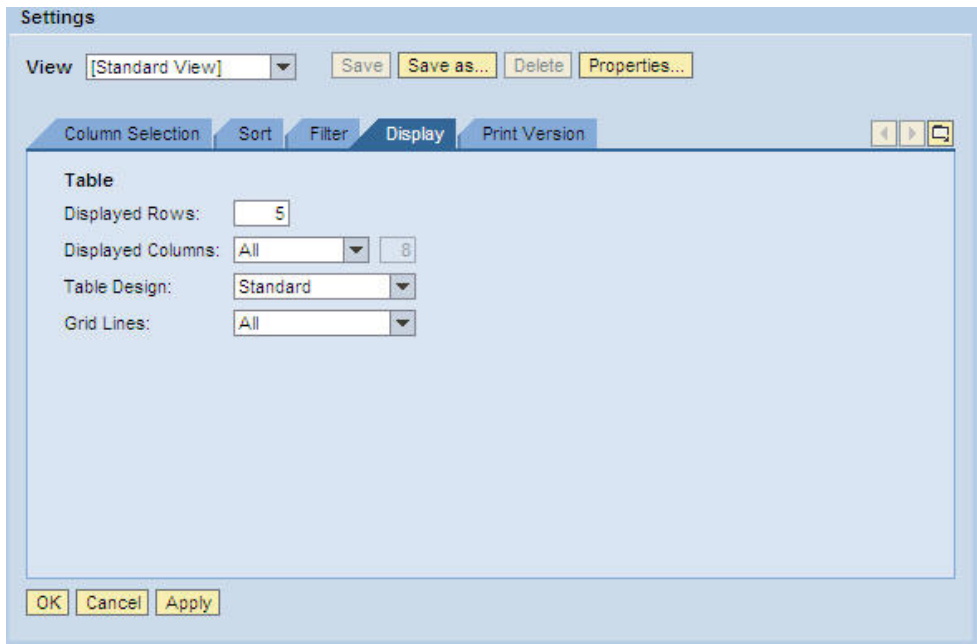 Settings
View [Standard View] Save Save as... Delete Properties...
Column Selection Sort Filter Display Print Version
Table
Displayed Rows: 5
Displayed Columns: All 8
Table Design: Standard
Grid Lines: All
OK Cancel Apply